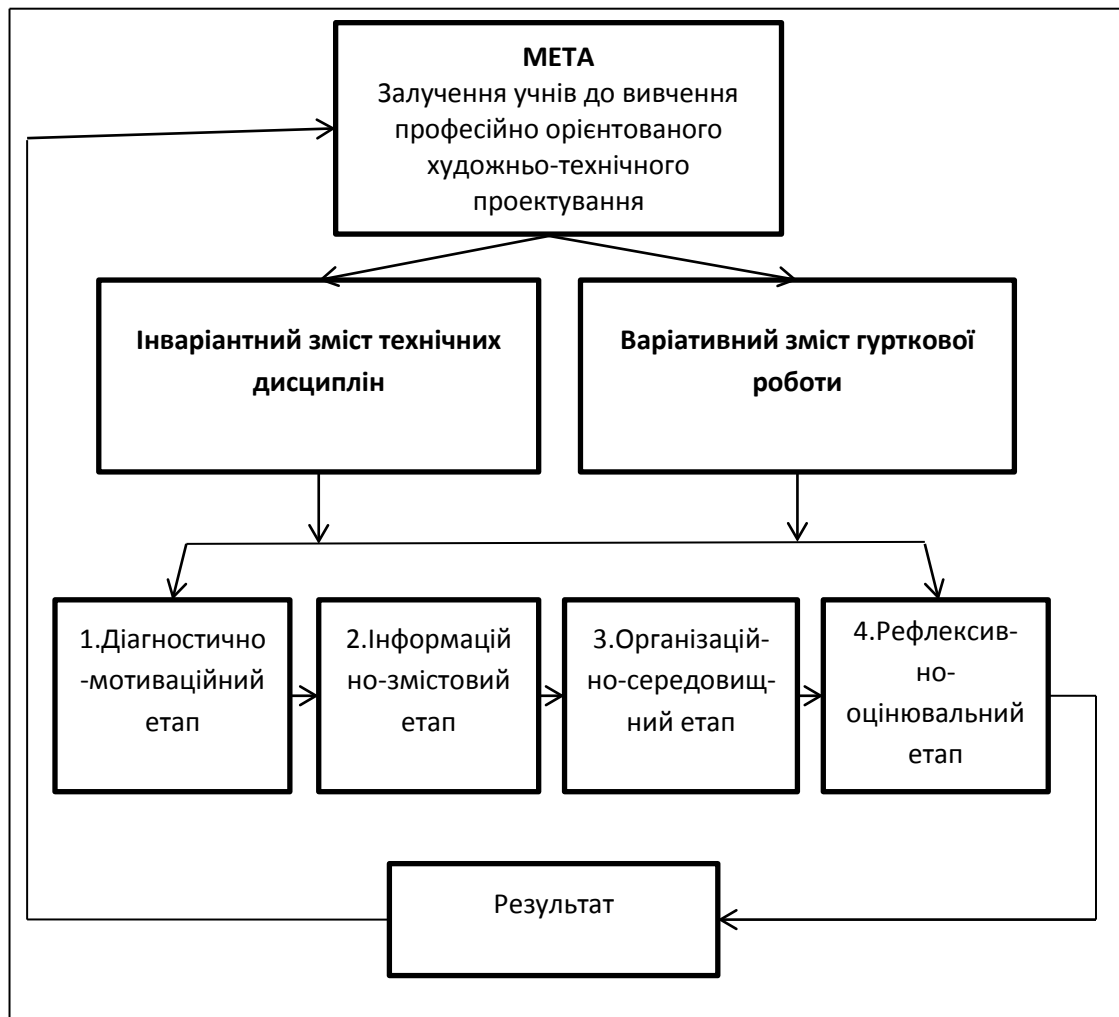 МЕТА
Залучення учнів до вивчення
професійно орієнтованого
художньо-технічного
проектування
Інваріантний зміст технічних
дисциплін
Варіативний зміст гурткової
роботи
1.Діагностично
-мотиваційний
етап
2.Інформацій
но-змістовий
етап
3.Організацій-
но-середовищ-
ний етап
4.Рефлексив-
но-
оцінювальний
етап
Результат